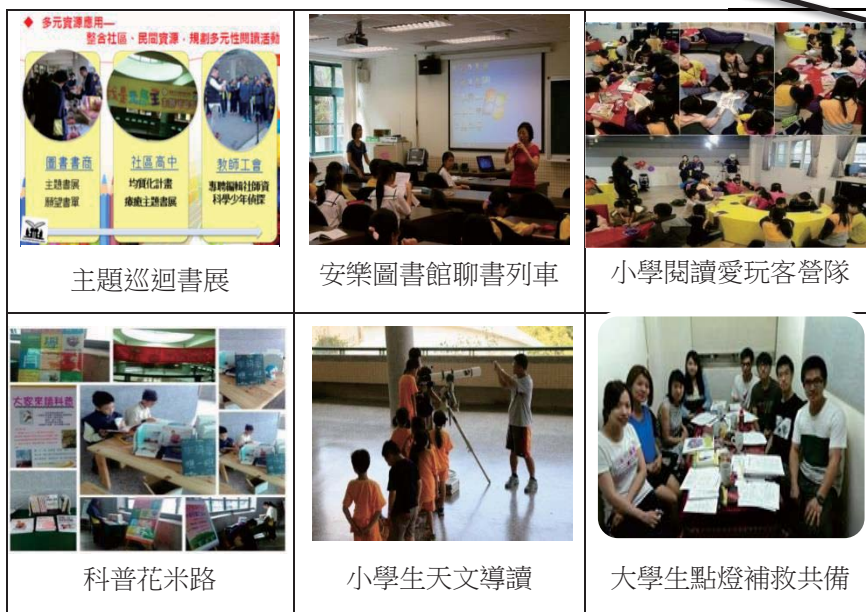 ◆ 多元資源應用—
整合社區、民間資源，規劃多元性閱讀活動
圖書書商
主題書展
願望書單
社區高中
均質化計畫
療癒主題書展
教師工會
專聘編輯社師資
科學少年偵探
主題巡迴書展
安樂圖書館聊書列車
小學閱讀愛玩客營隊
大家來讀科普
科普花米路
小學生天文導讀
大學生點燈補救共備